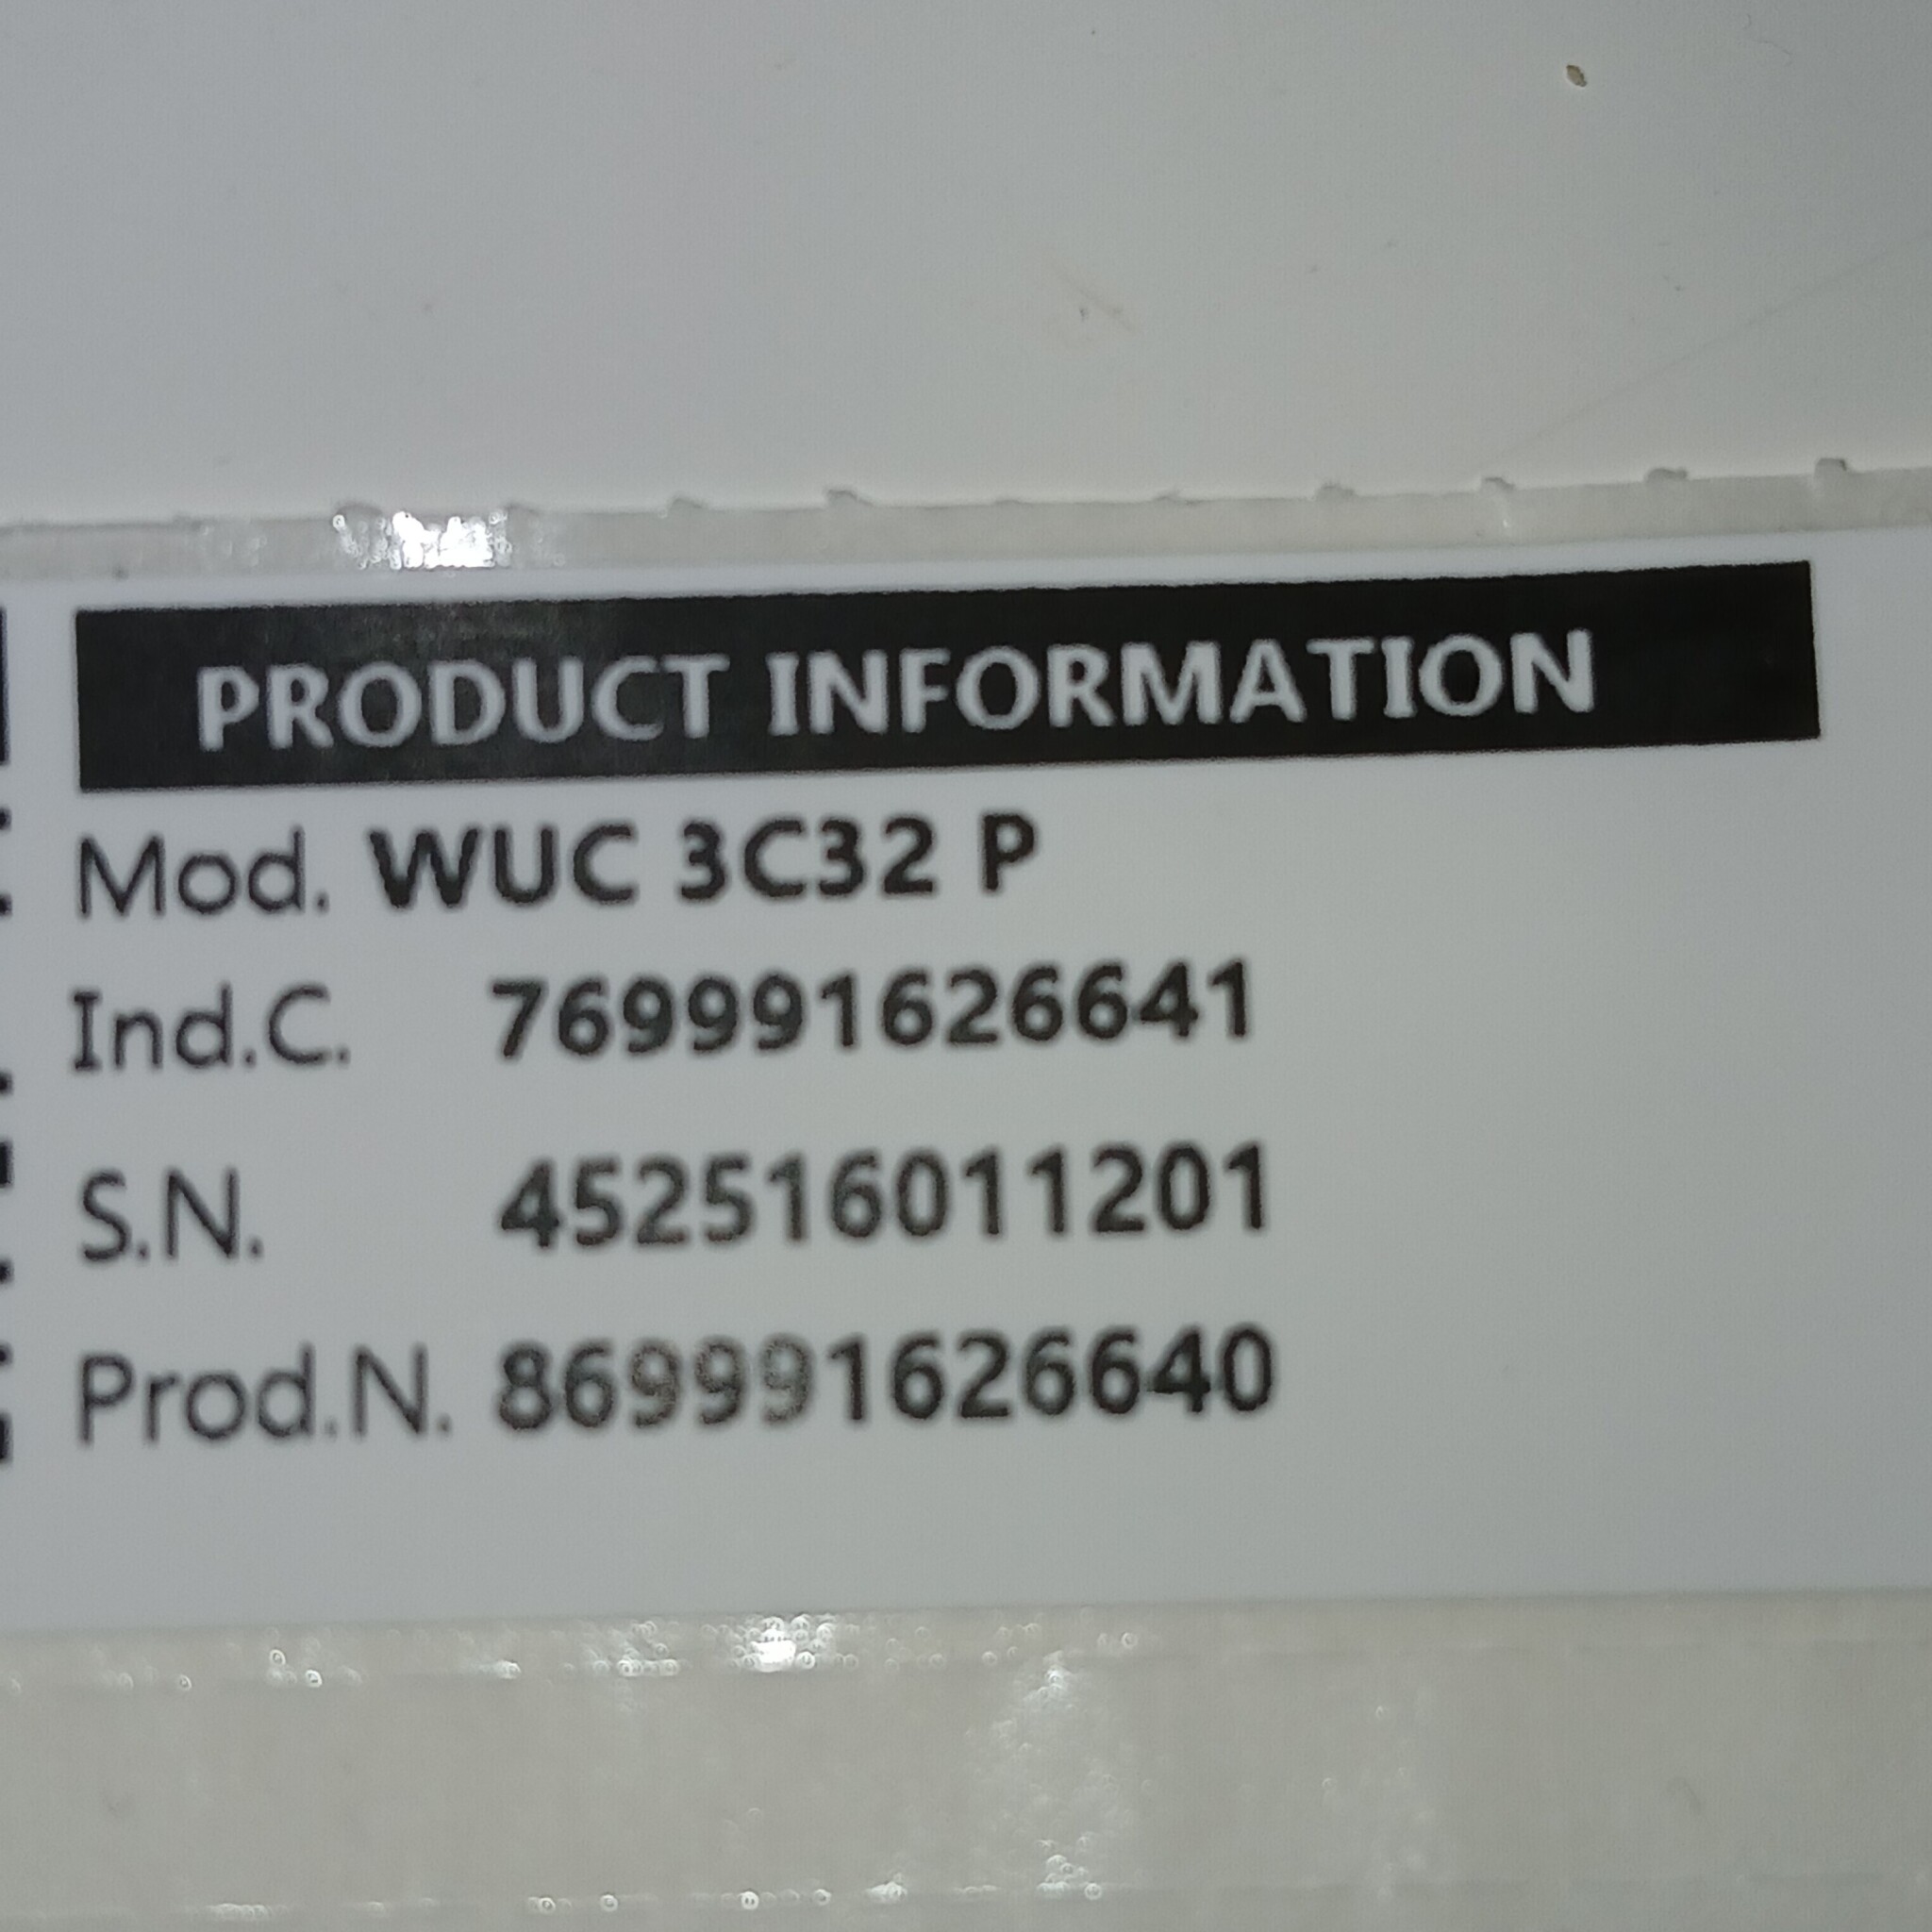 PRODUCT INFORMATION
Mod. WUC 3C32 P
Ind.C. 769991626641
S.N. 452516011201
Prod.N. 869991626640